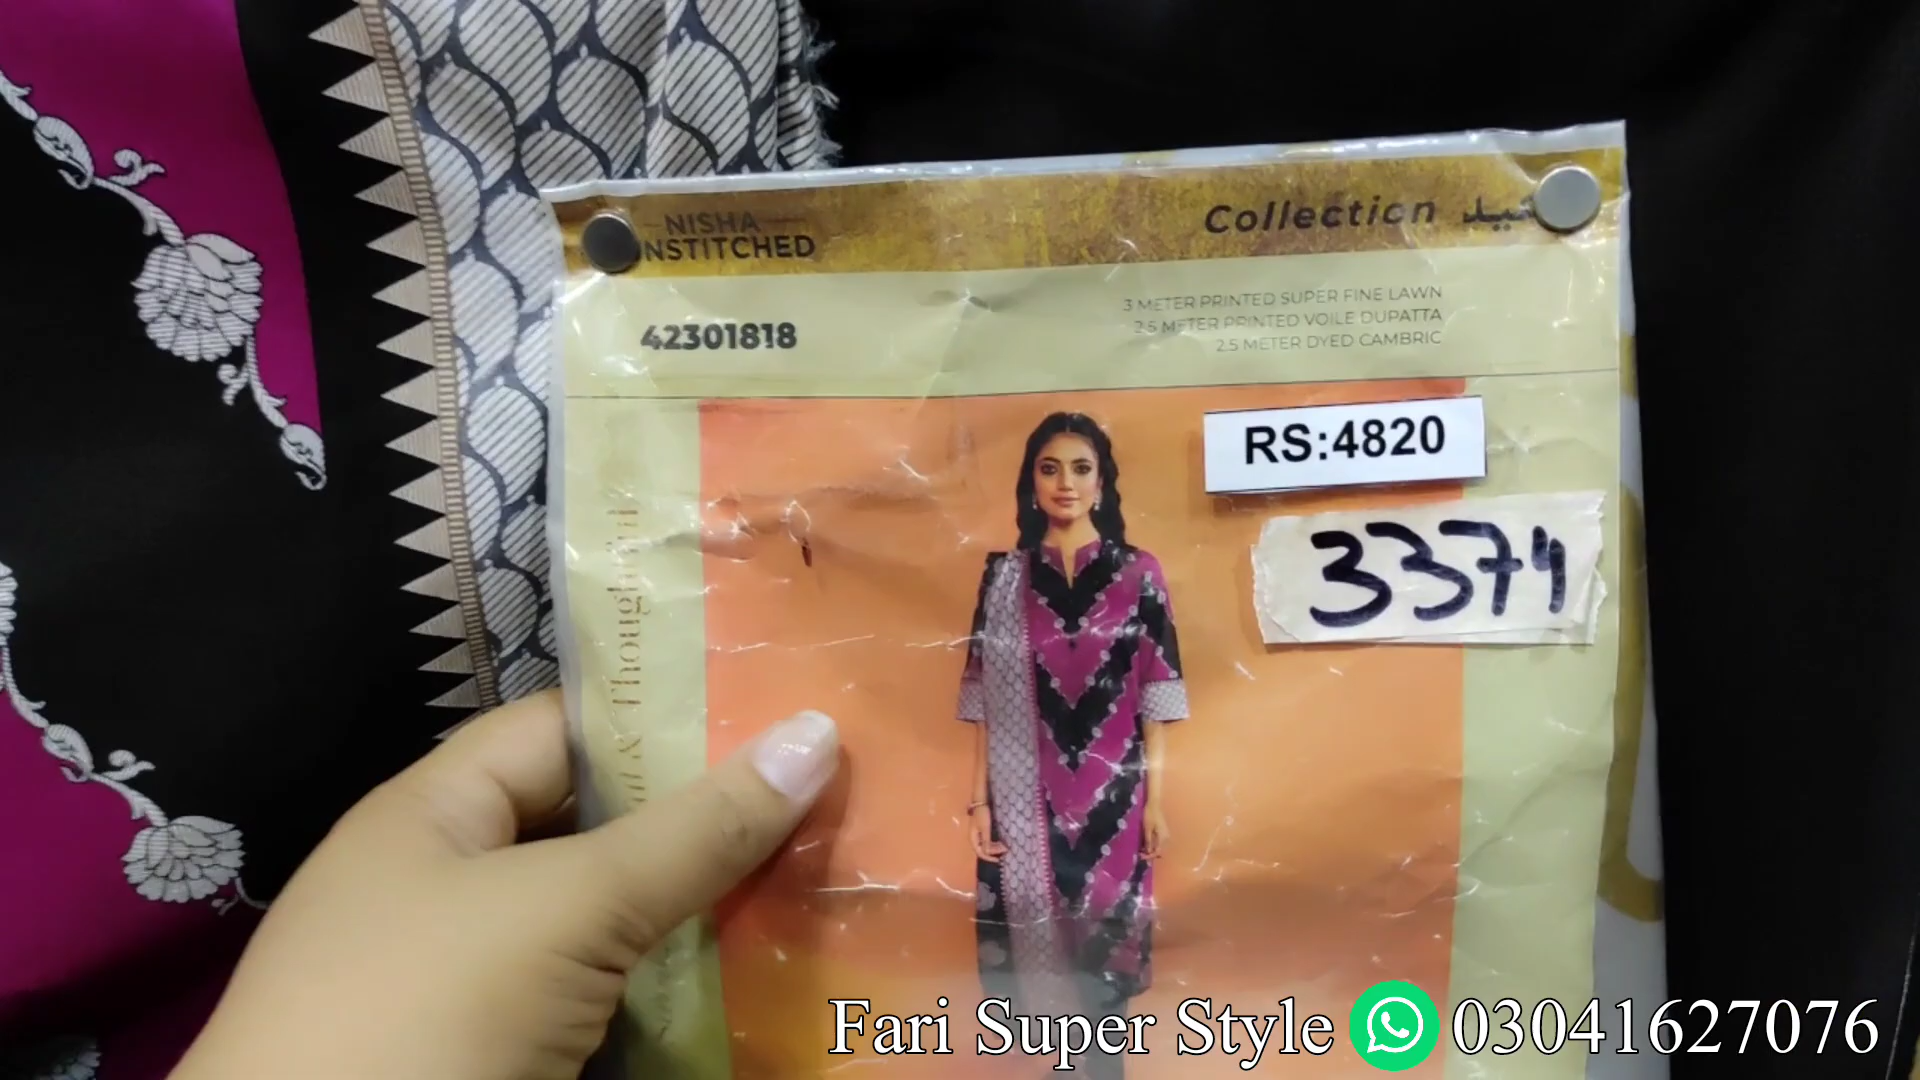 NISHA
NSTITCHED
Collection
42301818
3 METER PRINTED SUPER FINE LAWN
2.5 METER PRINTED VOILE DUPATTA
2.5 METER DYED CAMBRIC
RS:4820
3374
Fari Super Style 03041627076